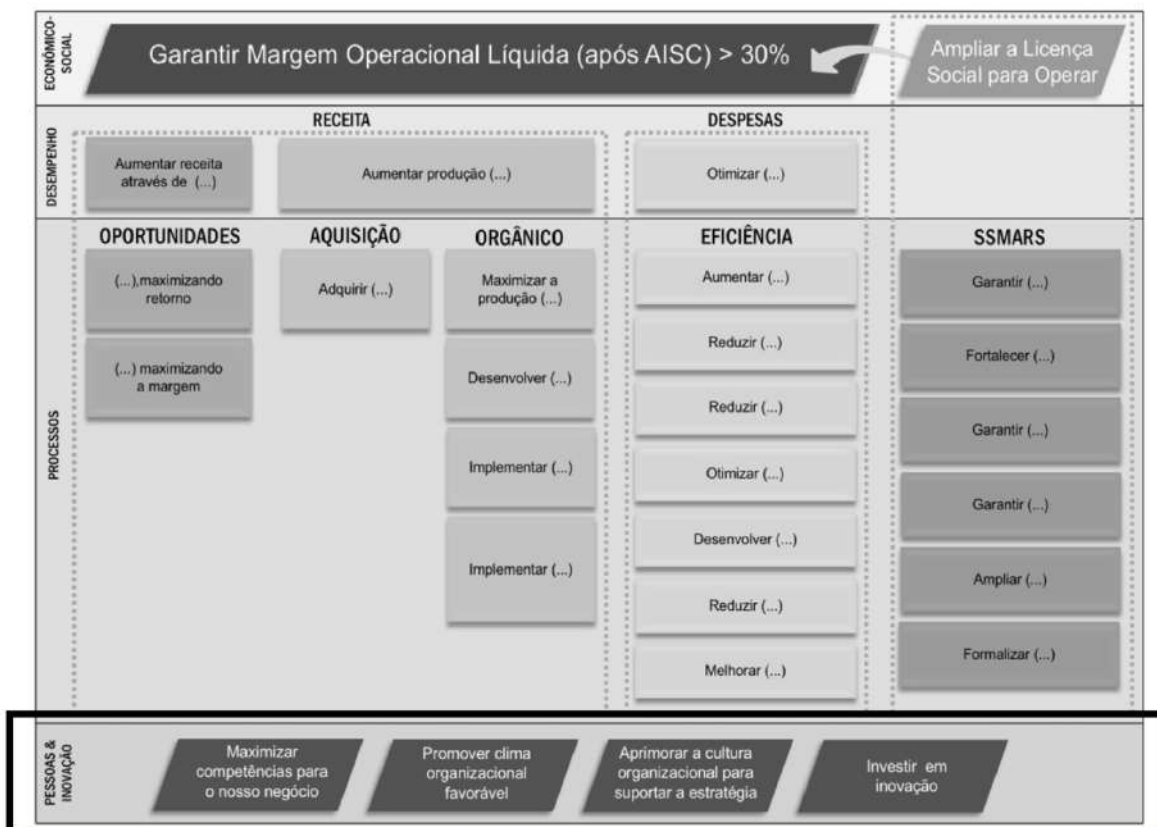 ECONÔMICO-
SOCIAL
Garantir Margem Operacional Líquida (após AISC) > 30%
Ampliar a Licença
Social para Operar
DESEMPENHO
RECEITA
Aumentar receita
através de (...)
Aumentar produção (...)
DESPESAS
Otimizar (...)
PROCESSOS
OPORTUNIDADES
(...),maximizando
retorno
(...) maximizando
a margem
AQUISIÇÃO
Adquirir (...)
ORGÂNICO
Maximizar a
produção (...)
Desenvolver (...)
Implementar (...)
Implementar (...)
EFICIÊNCIA
Aumentar (...)
Reduzir (...)
Reduzir (...)
Otimizar (...)
Desenvolver (...)
Reduzir (...)
Melhorar (...)
SSMARS
Garantir (...)
Fortalecer (...)
Garantir (...)
Garantir (...)
Ampliar (...)
Formalizar (...)
PESSOAS &
INOVAÇÃO
Maximizar
competências para
o nosso negócio
Promover clima
organizacional
favorável
Aprimorar a cultura
organizacional para
suportar a estratégia
Investir em
inovação